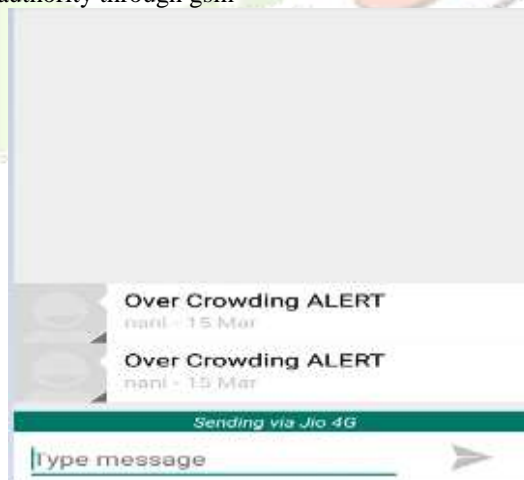 authority through gsm
Over Crowding ALERT
nani - 15 Mar
Over Crowding ALERT
nani - 15 Mar
Sending via Jio 4G
Type message